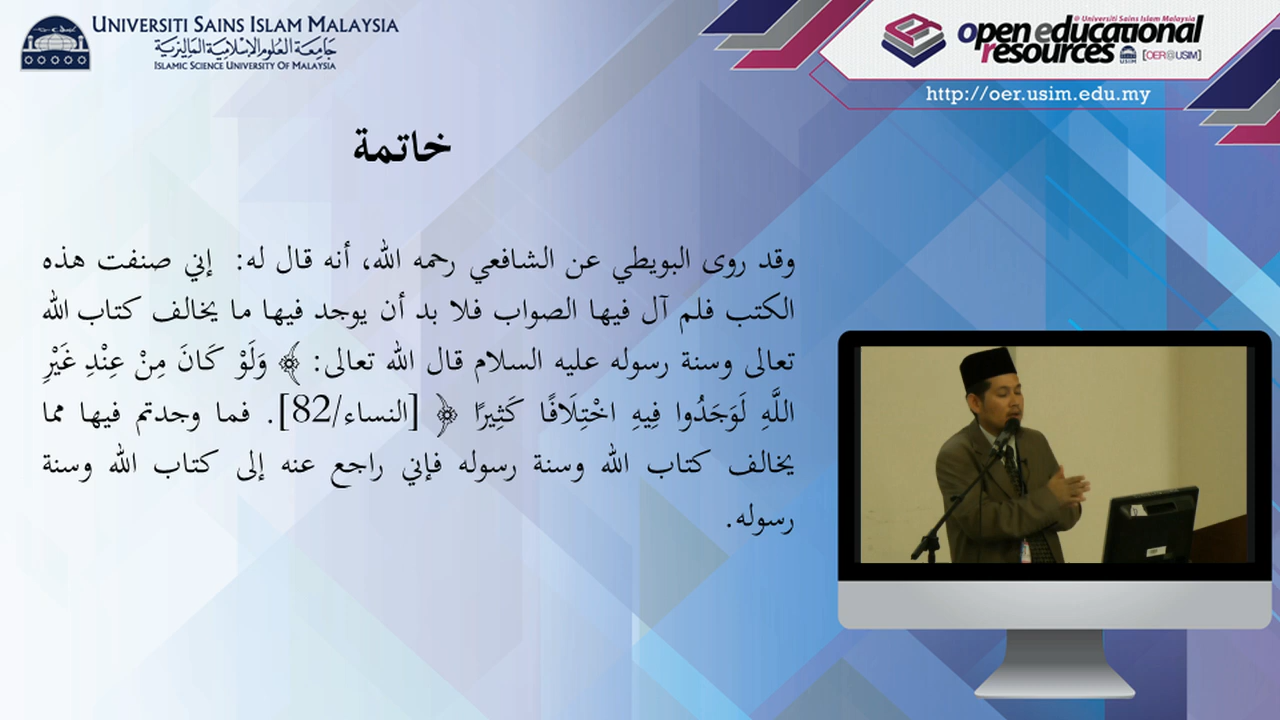 UNIVERSITI SAINS ISLAM MALAYSIA
جامعة العلوم الإسلامية الماليزية
ISLAMIC SCIENCE UNIVERSITY OF MALAYSIA
@ Universiti Sains Islam Malaysia
open educational
resources
USIM
[OER@USIM]
http://oer.usim.edu.my
خاتمة
وقد روى البويطي عن الشافعي رحمه الله، أنه قال له: إني صنفت هذه
الكتب فلم آل فيها الصواب فلا بد أن يوجد فيها ما يخالف كتاب الله
تعالى وسنة رسوله عليه السلام قال الله تعالى: ﴿ وَلَوْ كَانَ مِنْ عِنْدِ غَيْرِ
اللَّهِ لَوَجَدُوا فِيهِ اخْتِلَافًا كَثِيرًا ﴾ [النساء/82]. فما وجدتم فيها مما
يخالف كتاب الله وسنة رسوله فإني راجع عنه إلى كتاب الله وسنة
رسوله.